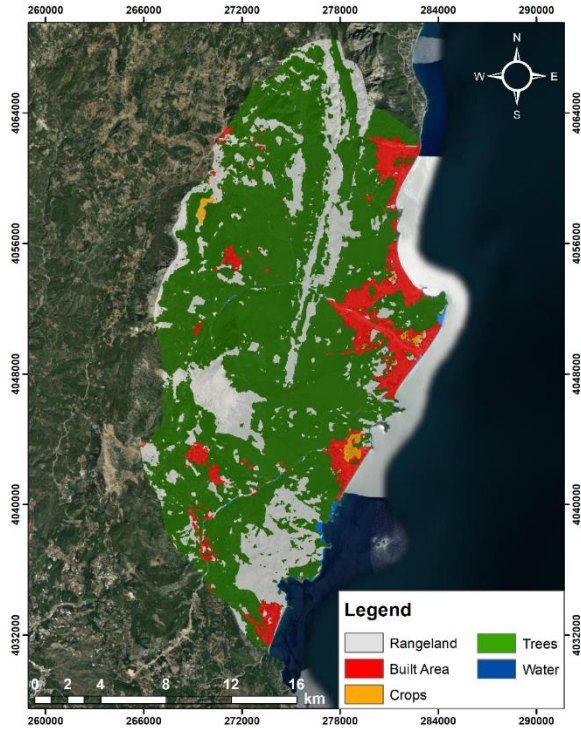 260000 266000 272000 278000 284000 290000
N
W E
S
4064000 4064000
4056000 4056000
4048000 4048000
4040000 4040000
4032000 4032000
Legend
Rangeland Trees
Built Area Water
Crops
0 2 4 8 12 16
km
260000 266000 272000 278000 284000 290000